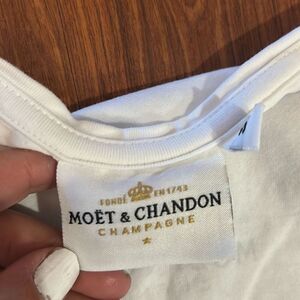 FONDÉ EN 1743
MOËT & CHANDON
CHAMPAGNE